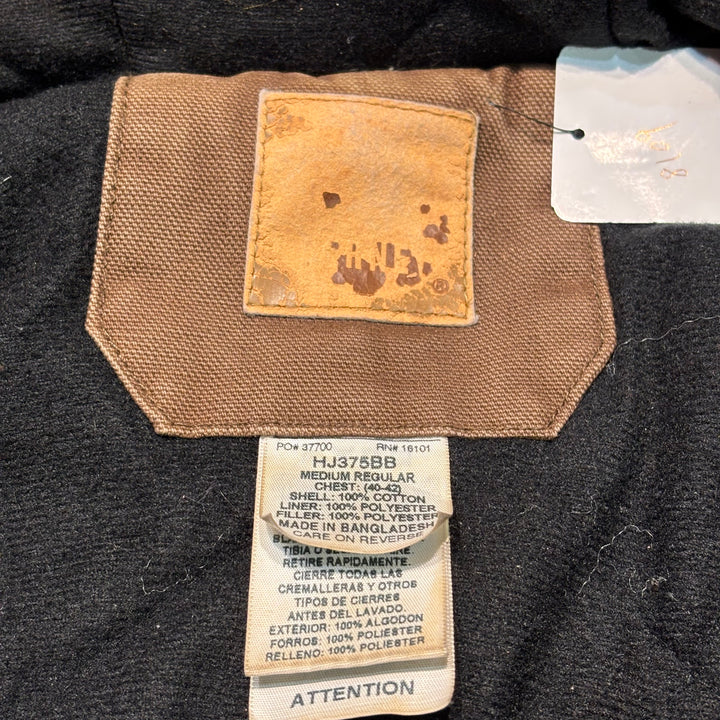 ®
PO# 37700 RN# 16101
HJ375BB
MEDIUM REGULAR
CHEST: (40-42)
SHELL: 100% COTTON
LINER: 100% POLYESTER
FILLER: 100% POLYESTER
MADE IN BANGLADESH
CARE ON REVERSE
TIBIA O
RETIRE RAPIDAMENTE.
CIERRE TODAS LAS
CREMALLERAS Y OTROS
TIPOS DE CIERRES
ANTES DEL LAVADO.
EXTERIOR: 100% ALGODON
FORROS: 100% POLIESTER
RELLENO: 100% POLIESTER
ATTENTION